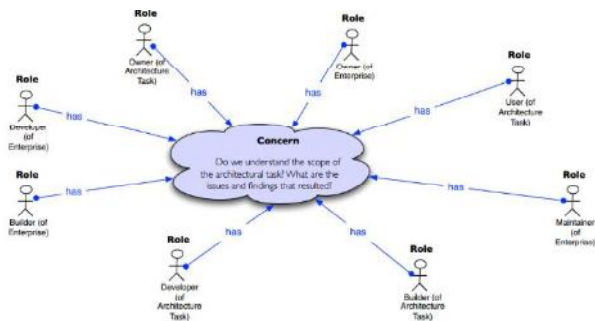 Role
Owner (of
Architecture
Task)
has
Role
Owner (of
Enterprise)
has
Role
Developer
(of
Enterprise)
has
Role
User (of
Architecture
Task)
has
Concern
Do we understand the scope of
the architectural task? What are the
issues and findings that resulted?
Role
Builder (of
Enterprise)
has
Role
Maintainer
(of
Enterprise)
has
Role
Developer
(of
Architecture
Task)
has
Role
Builder (of
Architecture
Task)
has